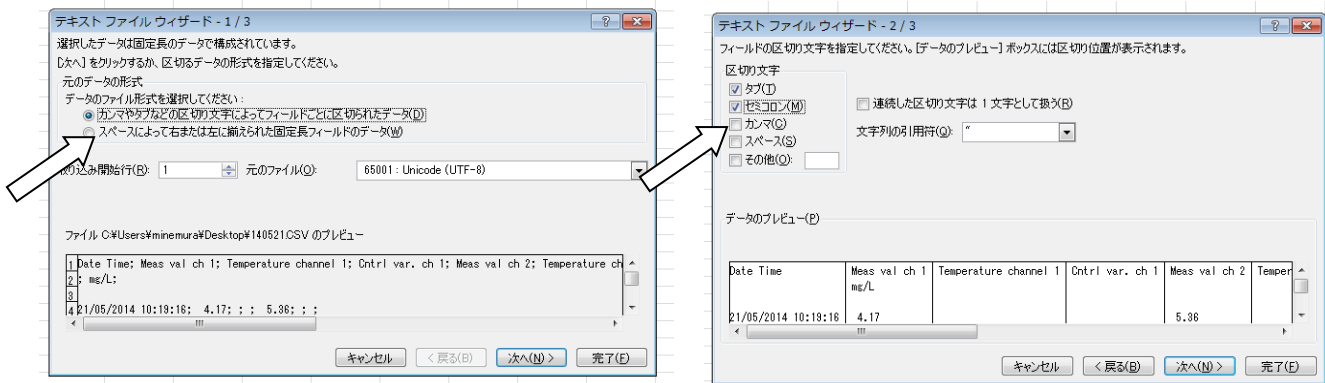 テキスト ファイル ウィザード - 1 / 3
選択したデータは固定長のデータで構成されています。
[次へ] をクリックするか、区切るデータの形式を指定してください。
元のデータの形式
データのファイル形式を選択してください:
カンマやタブなどの区切り文字によってフィールドごとに区切られたデータ(D)
スペースによって右または左に揃えられた固定長フィールドのデータ(W)
り込み開始行(R): 1 元のファイル(O): 65001 : Unicode (UTF-8)
ファイル C:¥Users¥minemura¥Desktop¥140521.CSV のプレビュー
1 Date Time; Meas val ch 1; Temperature channel 1; Cntrl var. ch 1; Meas val ch 2; Temperature ch
2 ; mg/L;
3
4 21/05/2014 10:19:16; 4.17; ; ; 5.36; ; ;
キャンセル < 戻る(B) 次へ(N) > 完了(F)
テキスト ファイル ウィザード - 2 / 3
フィールドの区切り文字を指定してください。[データのプレビュー] ボックスには区切り位置が表示されます。
区切り文字
タブ(T)
セミコロン(M)
カンマ(C)
スペース(S)
その他(O):
連続した区切り文字は 1 文字として扱う(R)
文字列の引用符(Q): "
データのプレビュー(P)
Date Time Meas val ch 1 Temperature channel 1 Cntrl var. ch 1 Meas val ch 2 Temper
mg/L
21/05/2014 10:19:16 4.17 5.36
キャンセル < 戻る(B) 次へ(N) > 完了(F)